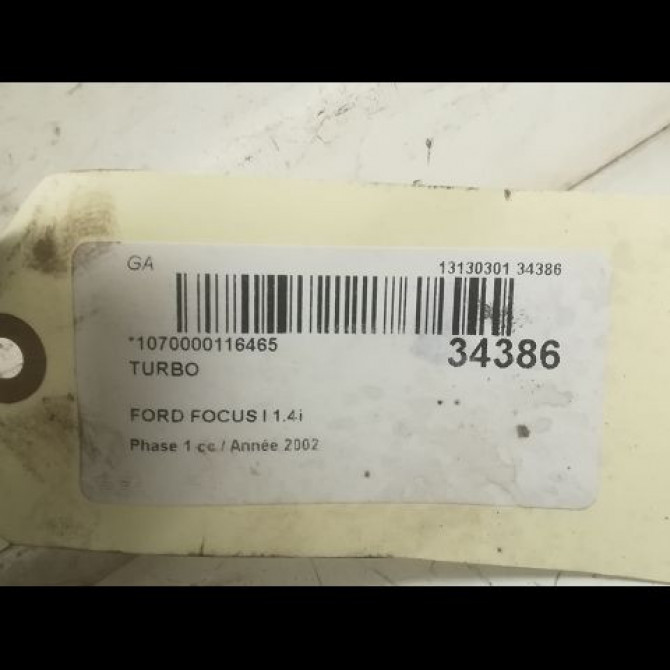 GA 13130301 34386
*1070000116465 34386
TURBO
FORD FOCUS I 1.4i
Phase 1 cc / Année 2002